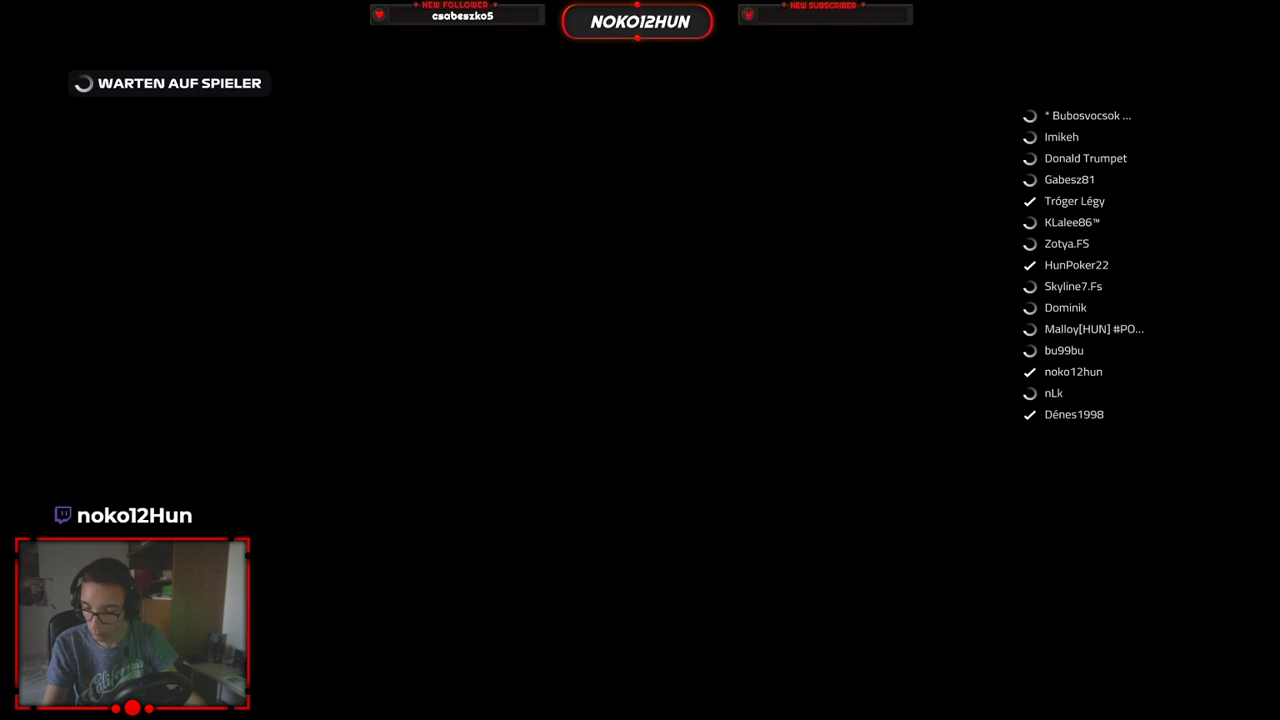 NEW FOLLOWER
csabeszko5
NOKO12HUN
NEW SUBSCRIBER
WARTEN AUF SPIELER
* Bubosvocsok ...
Imikeh
Donald Trumpet
Gabesz81
Tróger Légy
KLalee86™
Zotya.FS
HunPoker22
Skyline7.Fs
Dominik
Malloy[HUN] #PO...
bu99bu
noko12hun
nLk
Dénes1998
noko12Hun
California